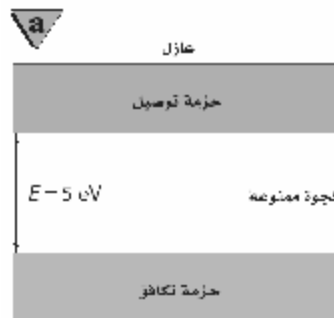 a
عازل
حزمة توصيل
E = 5 eV
فجوة ممنوعة
حزمة تكافؤ